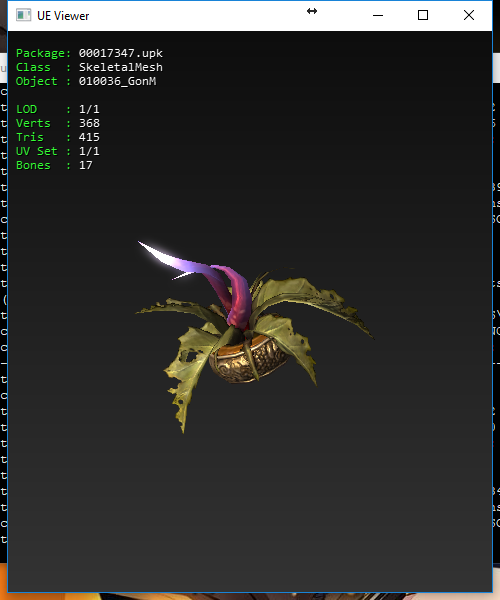 UE Viewer
Package: 00017347.upk
Class : SkeletalMesh
Object : 010036_GonM
LOD : 1/1
Verts : 368
Tris : 415
UV Set : 1/1
Bones : 17